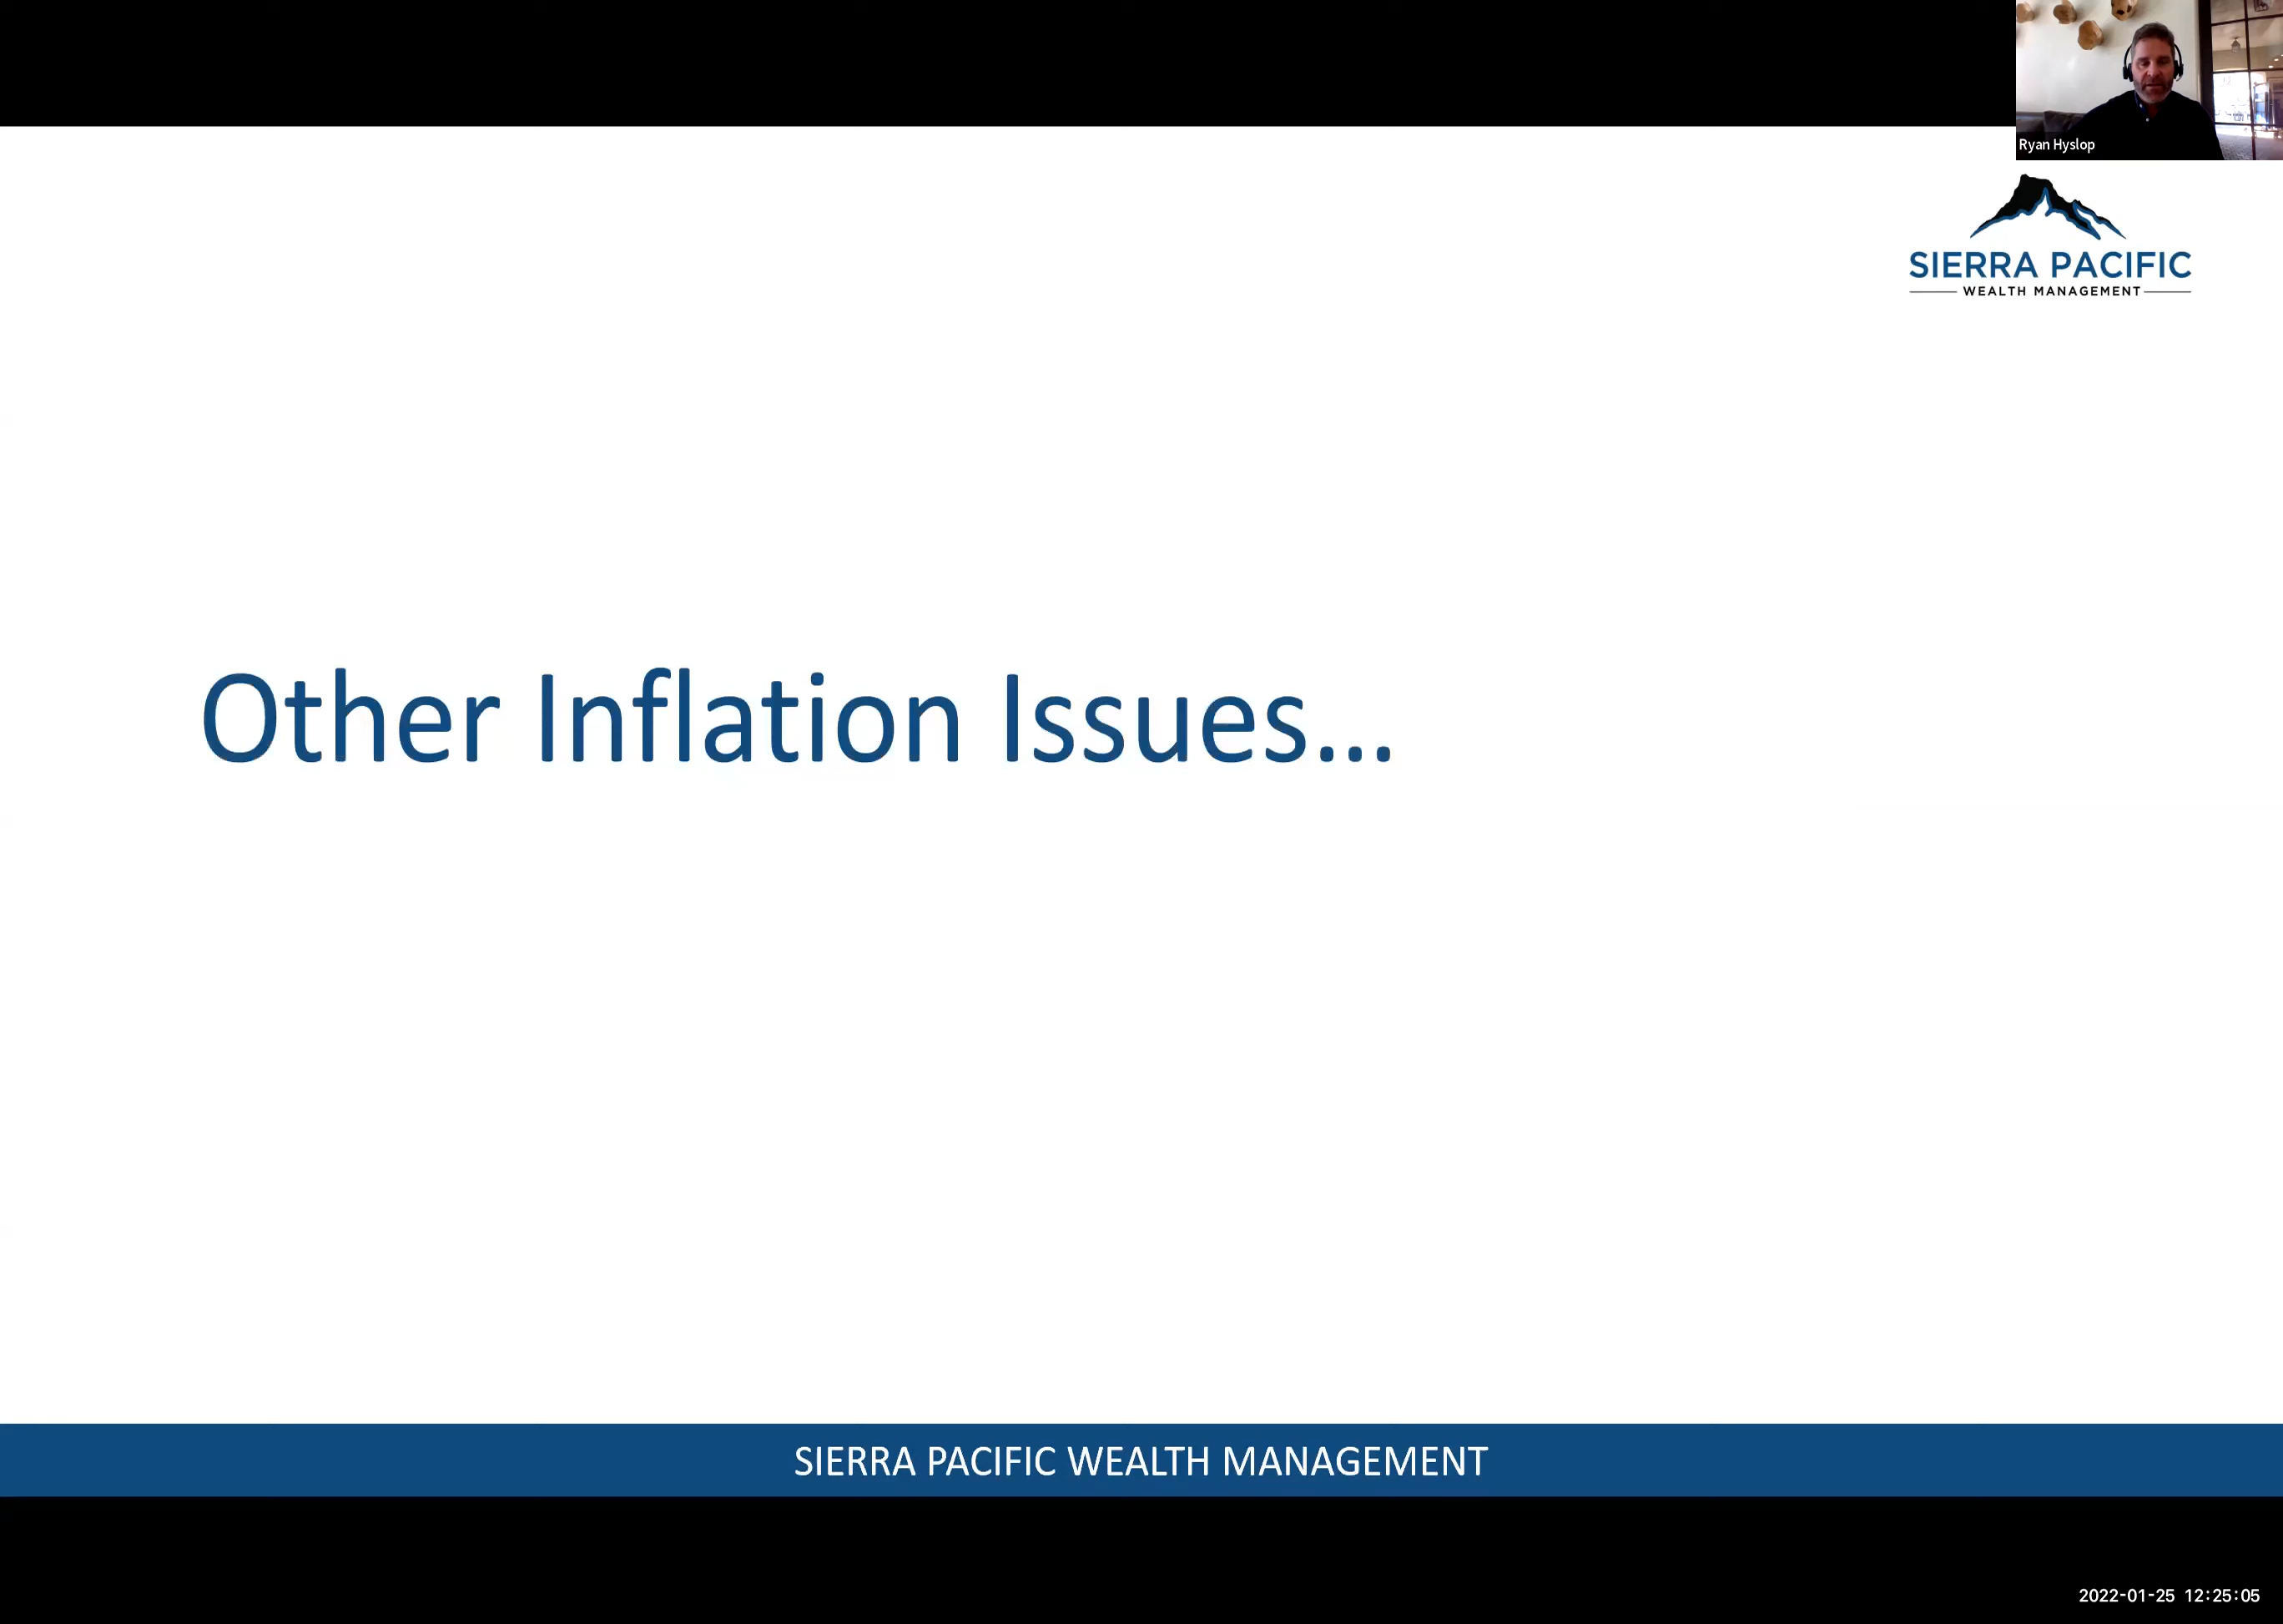 Ryan Hyslop
SIERRA PACIFIC
WEALTH MANAGEMENT
Other Inflation Issues...
SIERRA PACIFIC WEALTH MANAGEMENT
2022-01-25 12:25:05